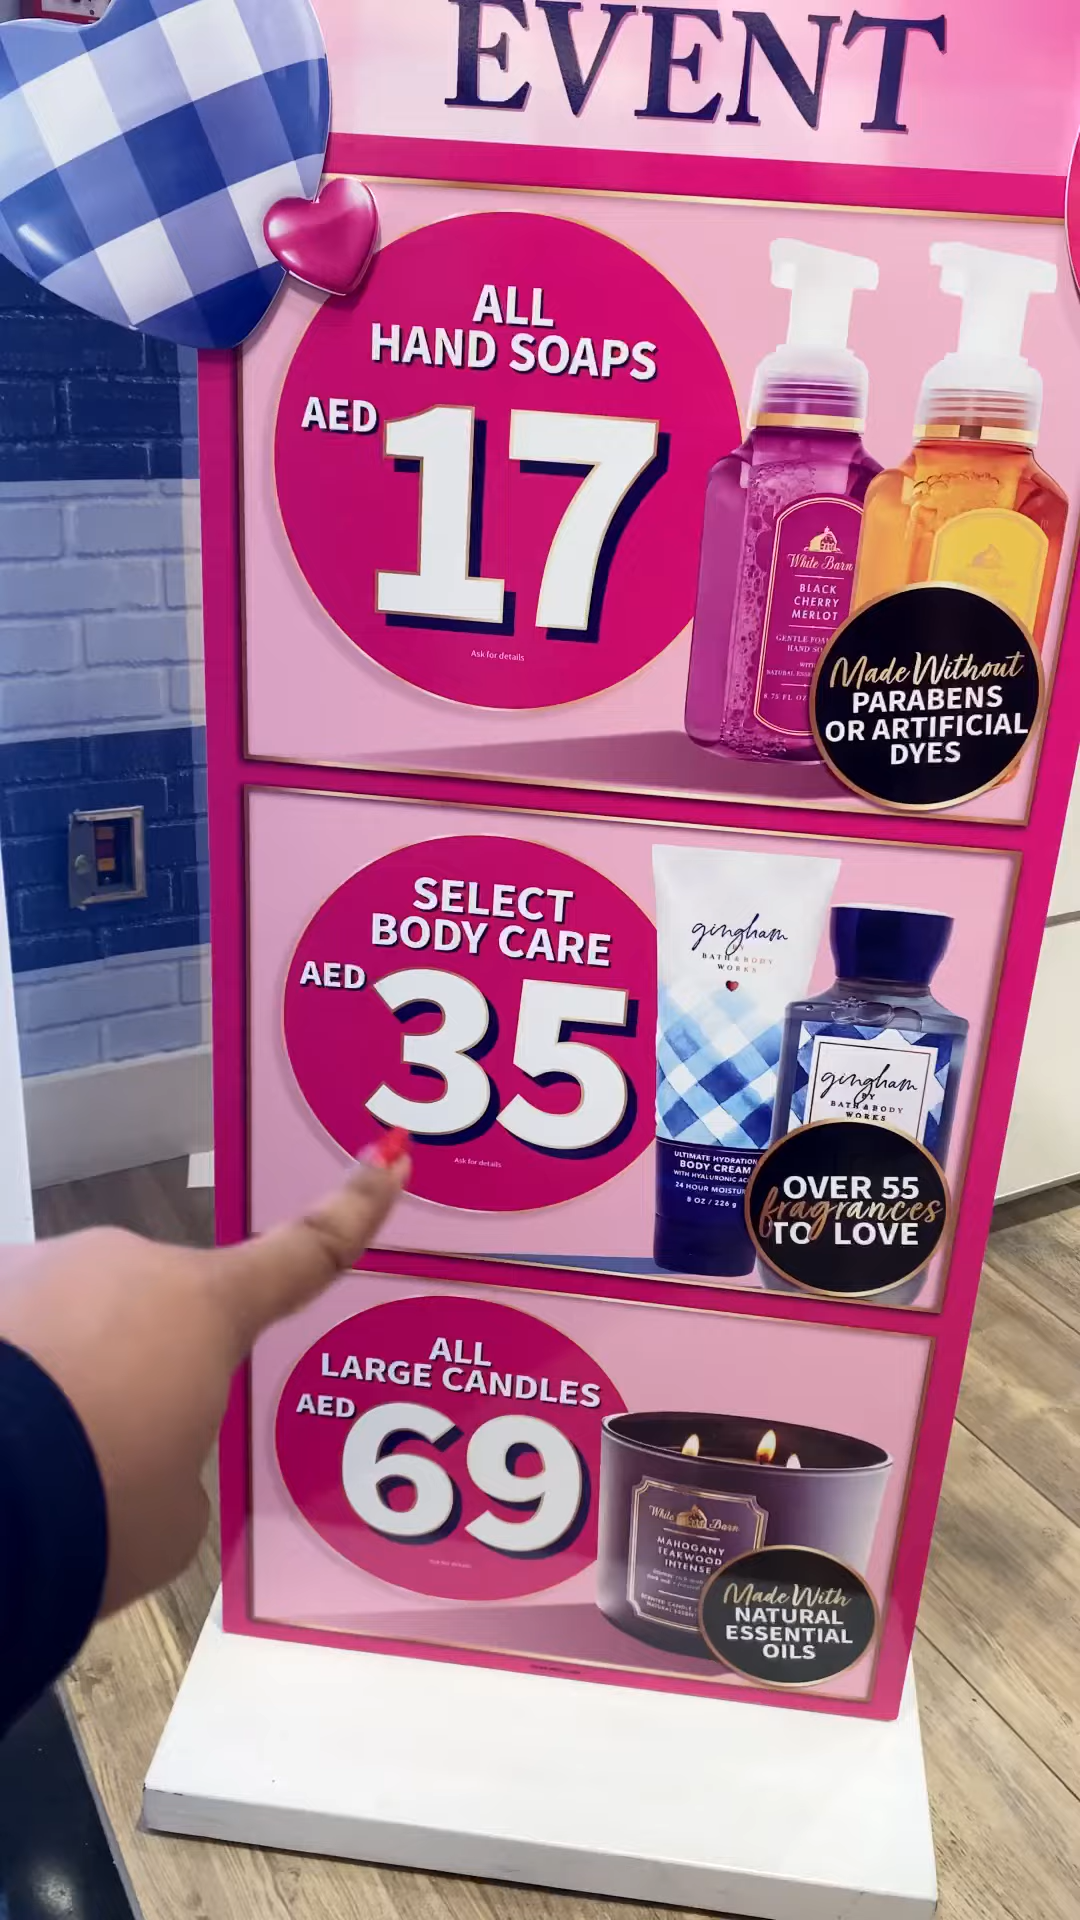 EVENT
ALL
HAND SOAPS
AED 17
Ask for details
White Barn
BLACK
CHERRY
MERLOT
Made Without
PARABENS
OR ARTIFICIAL
DYES
SELECT
BODY CARE
AED 35
Ask for details
gingham
BY
BATH & BODY
WORKS
ULTIMATE HYDRATION
BODY CREAM
24 HOUR MOISTU
8 OZ / 226 g
gingham
BY
BATH & BODY
WORKS
OVER 55
fragrances
TO LOVE
ALL
LARGE CANDLES
AED 69
White Barn
MAHOGANY
TEAKWOOD
INTENSE
Made With
NATURAL
ESSENTIAL
OILS